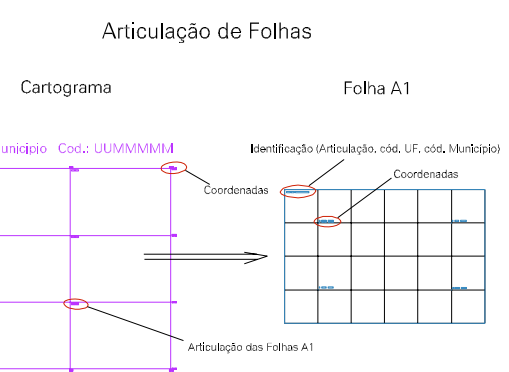 Articulação de Folhas
Cartograma
Folha A1
unicípio Cod.: UUMMMMM
Identificação (Articulação, cód. UF, cód. Município)
Coordenadas
Coordenadas
Articulação das Folhas A1